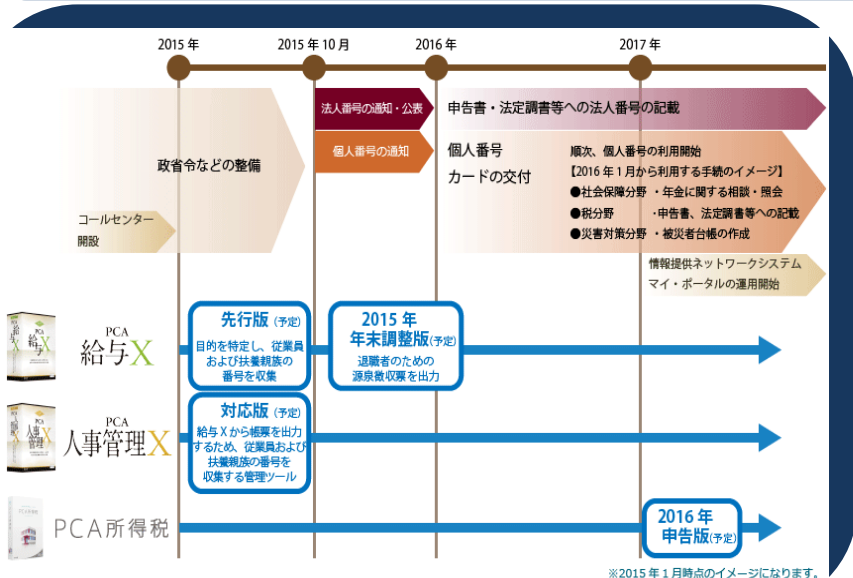 2015年
2015年10月
2016年
2017年
法人番号の通知・公表
申告書・法定調書等への法人番号の記載
個人番号の通知
政省令などの整備
コールセンター
開設
個人番号
カードの交付
順次、個人番号の利用開始
【2016年1月から利用する手続のイメージ】
●社会保障分野 ・年金に関する相談・照会
●税分野 ・申告書、法定調書等への記載
●災害対策分野 ・被災者台帳の作成
情報提供ネットワークシステム
マイ・ポータルの運用開始
PCA
給与X
PCA
給与X
先行版(予定)
目的を特定し、従業員
および扶養親族の
番号を収集
2015年
年末調整版(予定)
退職者のための
源泉徴収票を出力
PCA
人事管理X
対応版(予定)
給与Xから帳票を出力
するため、従業員および
扶養親族の番号を
収集する管理ツール
PCA所得税
2016年
申告版(予定)
※2015年1月時点のイメージになります。